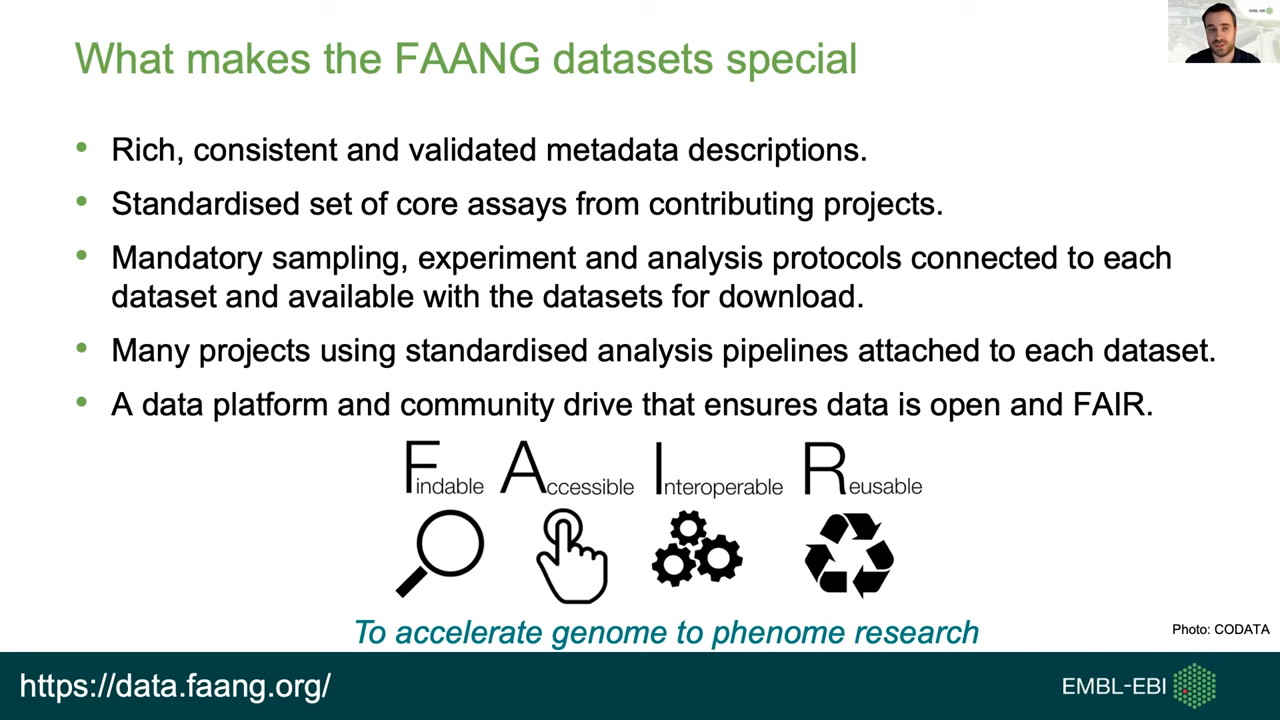 EMBL-EBI
What makes the FAANG datasets special
• Rich, consistent and validated metadata descriptions.
• Standardised set of core assays from contributing projects.
• Mandatory sampling, experiment and analysis protocols connected to each
dataset and available with the datasets for download.
• Many projects using standardised analysis pipelines attached to each dataset.
• A data platform and community drive that ensures data is open and FAIR.
Findable Accessible Interoperable Reusable
To accelerate genome to phenome research
Photo: CODATA
https://data.faang.org/
EMBL-EBI